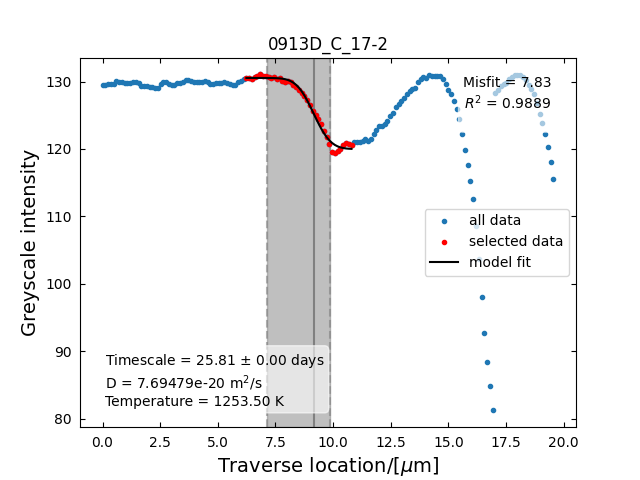 0913D_C_17-2
Misfit = 7.83
R² = 0.9889
all data
selected data
model fit
Timescale = 25.81 ± 0.00 days
D = 7.69479e-20 m²/s
Temperature = 1253.50 K
Greyscale intensity
130
120
110
100
90
80
0.0 2.5 5.0 7.5 10.0 12.5 15.0 17.5 20.0
Traverse location/[μm]